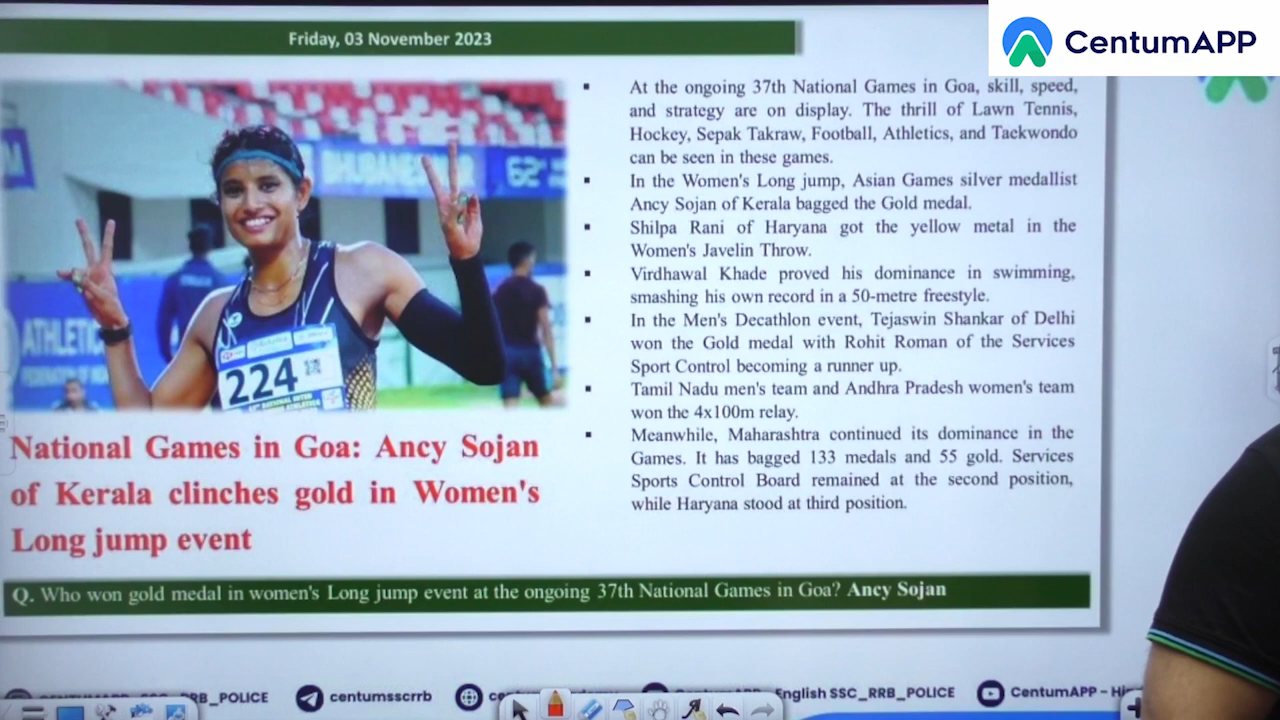 Friday, 03 November 2023
CentumAPP
BHUBANESWAR
62
ATHLETIC
224
National Games in Goa: Ancy Sojan
of Kerala clinches gold in Women's
Long jump event
At the ongoing 37th National Games in Goa, skill, speed,
and strategy are on display. The thrill of Lawn Tennis,
Hockey, Sepak Takraw, Football, Athletics, and Taekwondo
can be seen in these games.
In the Women's Long jump, Asian Games silver medallist
Ancy Sojan of Kerala bagged the Gold medal.
Shilpa Rani of Haryana got the yellow metal in the
Women's Javelin Throw.
Virdhawal Khade proved his dominance in swimming,
smashing his own record in a 50-metre freestyle.
In the Men's Decathlon event, Tejaswin Shankar of Delhi
won the Gold medal with Rohit Roman of the Services
Sport Control becoming a runner up.
Tamil Nadu men's team and Andhra Pradesh women's team
won the 4x100m relay.
Meanwhile, Maharashtra continued its dominance in the
Games. It has bagged 133 medals and 55 gold. Services
Sports Control Board remained at the second position,
while Haryana stood at third position.
Q. Who won gold medal in women's Long jump event at the ongoing 37th National Games in Goa? Ancy Sojan
RRB_POLICE
centumsscrrb
English SSC_RRB_POLICE
CentumAPP -